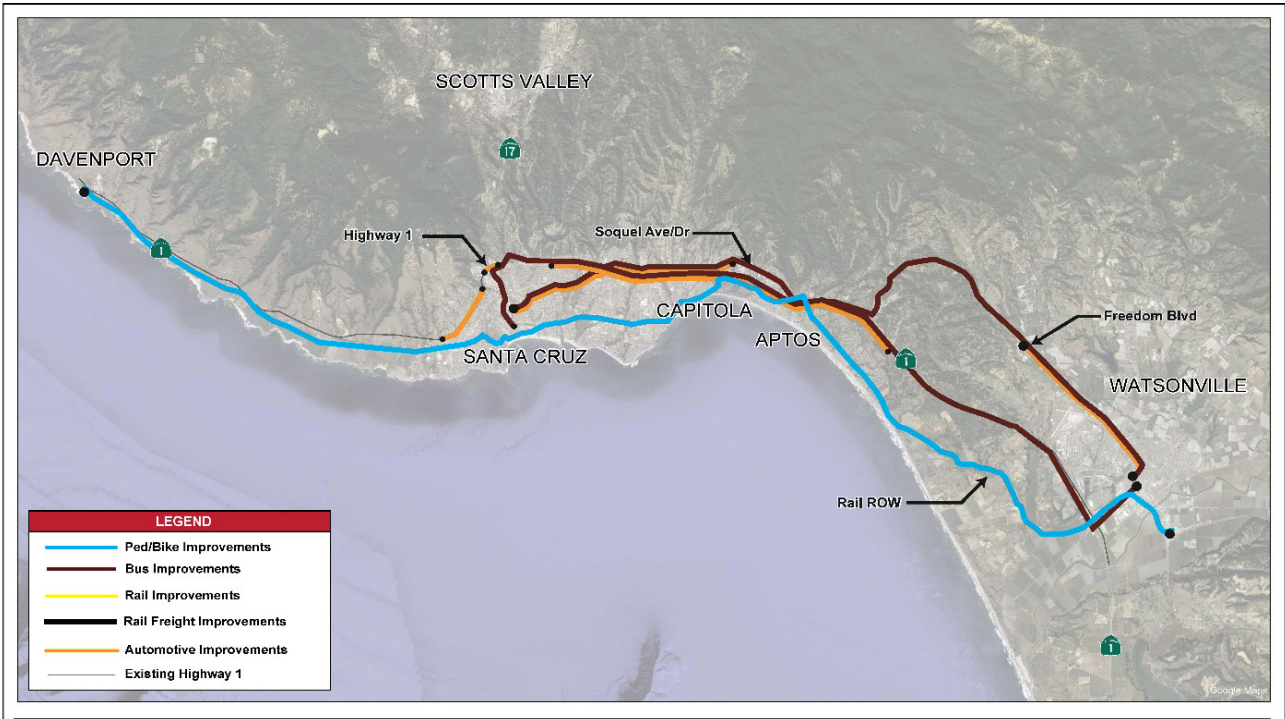 SCOTTS VALLEY
17
DAVENPORT
1
Highway 1
Soquel Ave/Dr
CAPITOLA
SANTA CRUZ
APTOS
Freedom Blvd
1
WATSONVILLE
Rail ROW
LEGEND
Ped/Bike Improvements
Bus Improvements
Rail Improvements
Rail Freight Improvements
Automotive Improvements
Existing Highway 1
1
Google Maps